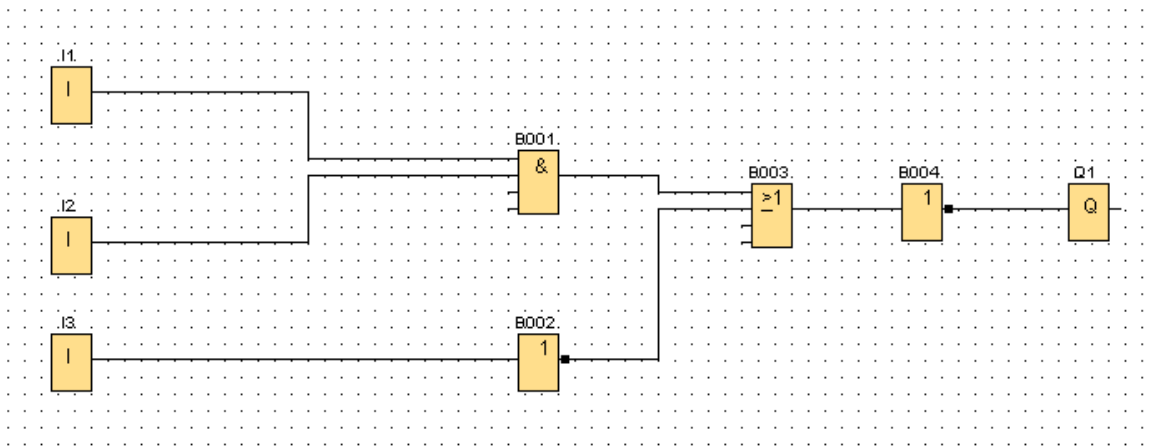 .I1.
I
B001.
&
B003.
≥1
B004.
1
Q1
Q
.I2.
I
.I3.
I
B002.
1